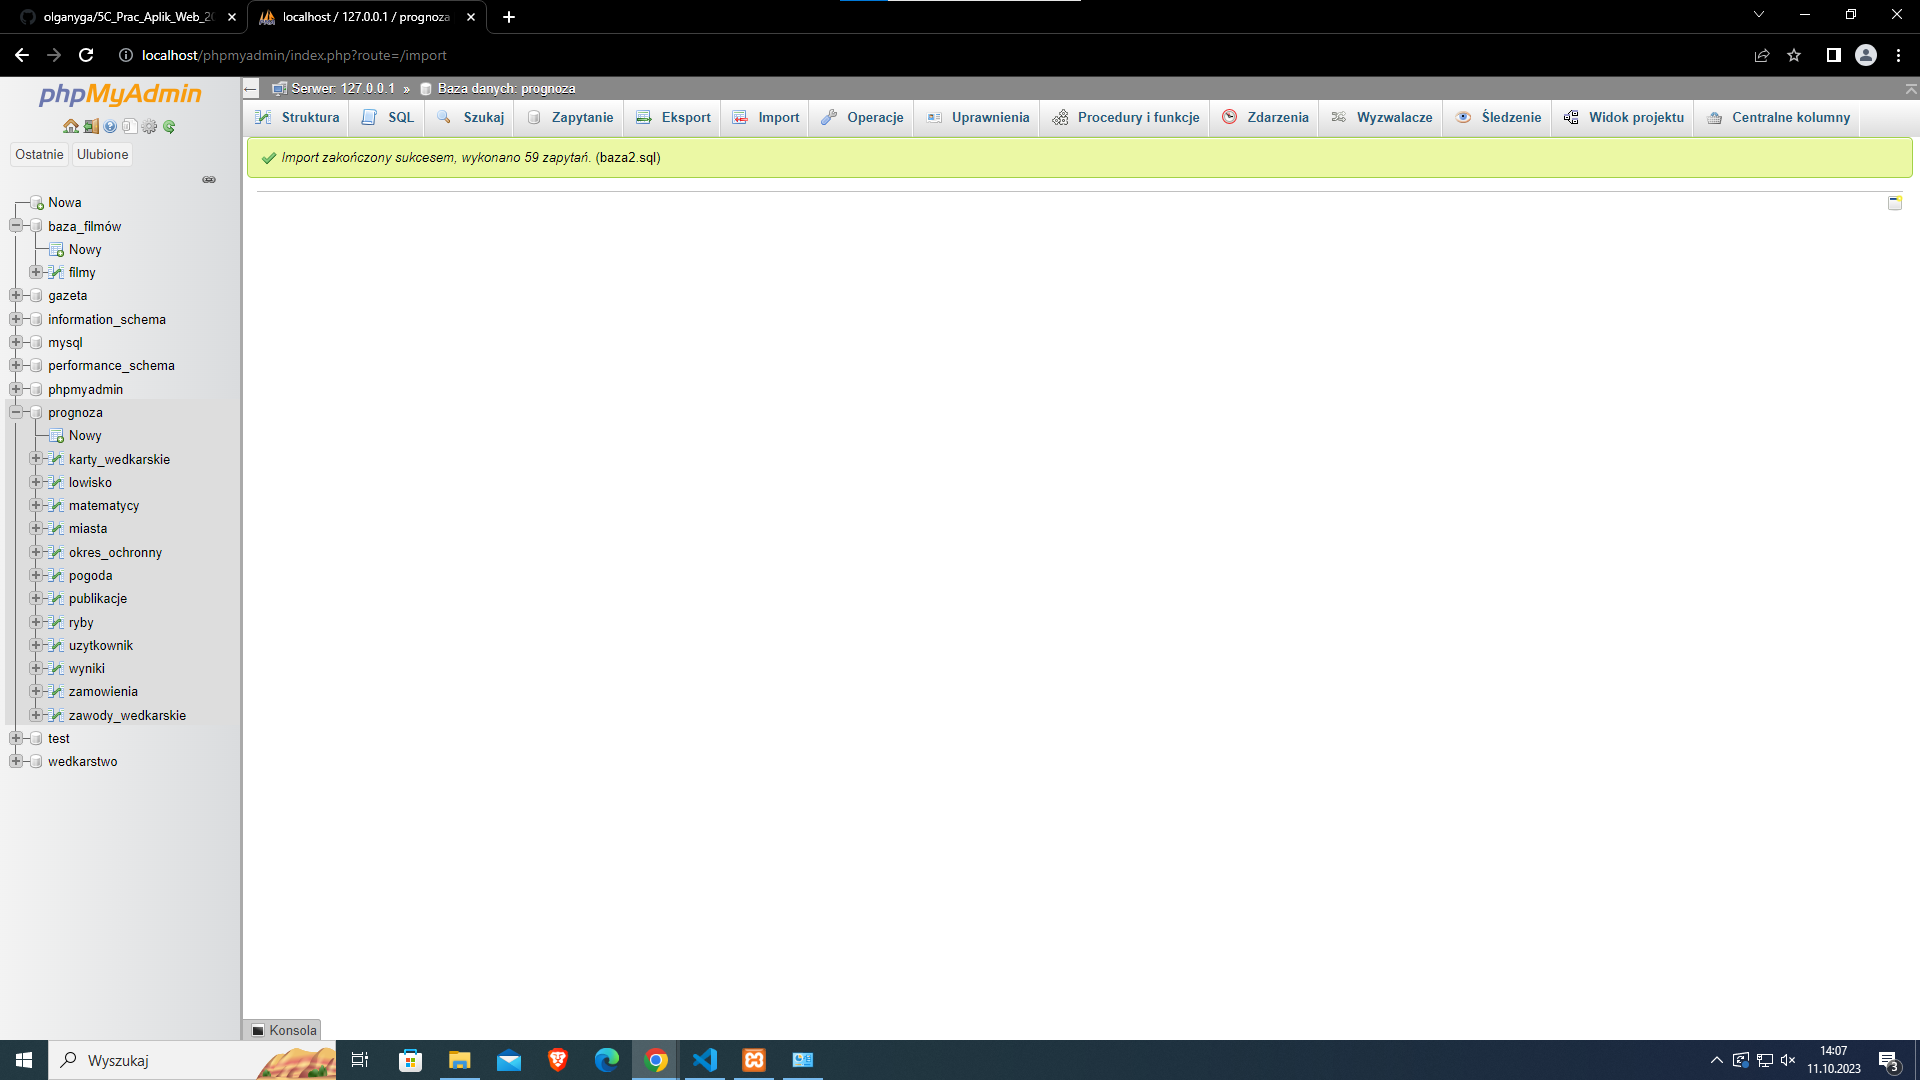 olganyga/5C_Prac_Aplik_Web_20
localhost / 127.0.0.1 / prognoza
localhost/phpmyadmin/index.php?route=/import
phpMyAdmin
Ostatnie Ulubione
Nowa
baza_filmów
Nowy
filmy
gazeta
information_schema
mysql
performance_schema
phpmyadmin
prognoza
Nowy
karty_wedkarskie
lowisko
matematycy
miasta
okres_ochronny
pogoda
publikacje
ryby
uzytkownik
wyniki
zamowienia
zawody_wedkarskie
test
wedkarstwo
Serwer: 127.0.0.1 » Baza danych: prognoza
Struktura SQL Szukaj Zapytanie Eksport Import Operacje Uprawnienia Procedury i funkcje Zdarzenia Wyzwalacze Śledzenie Widok projektu Centralne kolumny
Import zakończony sukcesem, wykonano 59 zapytań. (baza2.sql)
Konsola
Wyszukaj
14:07
11.10.2023
3